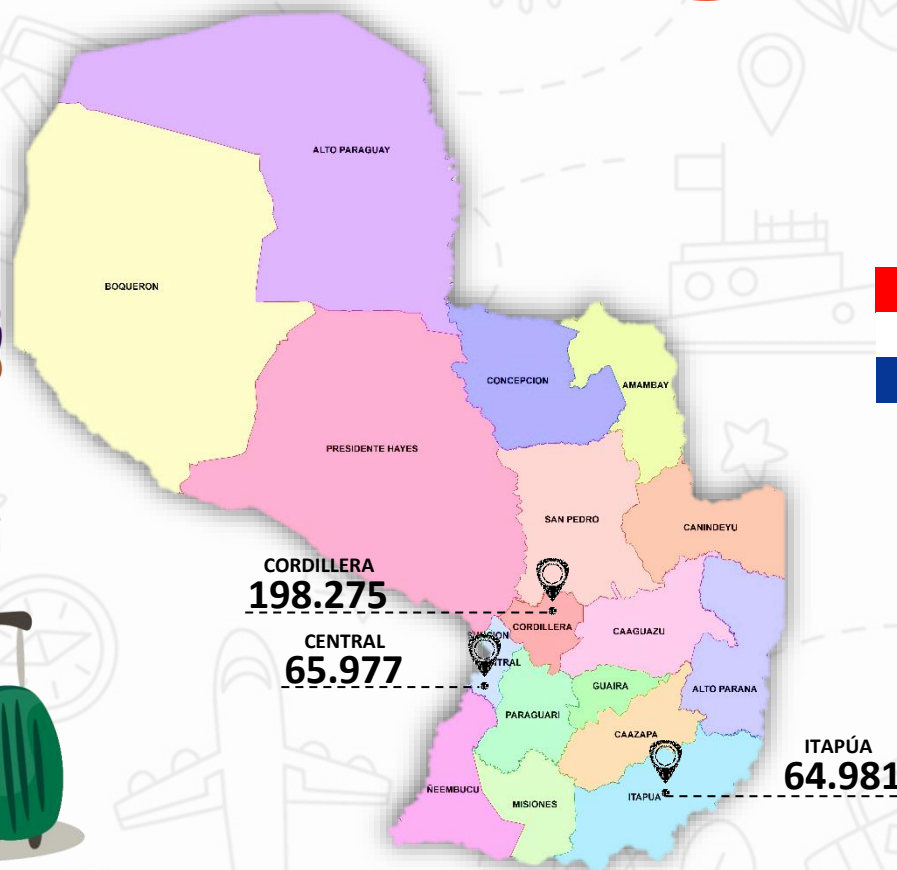 ALTO PARAGUAY
BOQUERON
CONCEPCION
AMAMBAY
PRESIDENTE HAYES
SAN PEDRO
CANINDEYU
CORDILLERA
198.275
CORDILLERA
CAAGUAZU
CENTRAL
65.977
GUAIRA
ALTO PARANA
PARAGUARI
CAAZAPA
ITAPÚA
64.981
ÑEEMBUCU
MISIONES
ITAPUA